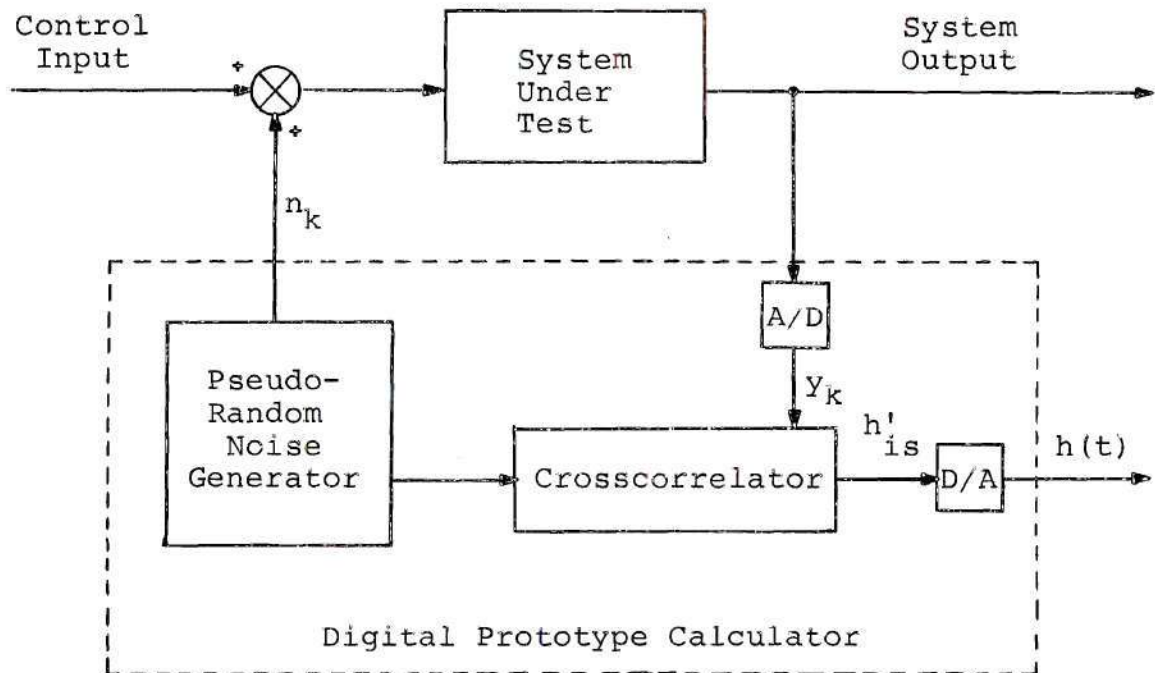 Control
Input
System
Output
+
+
System
Under
Test
n_k
A/D
Pseudo-
Random
Noise
Generator
y_k
Crosscorrelator
h'_is
D/A
h(t)
Digital Prototype Calculator